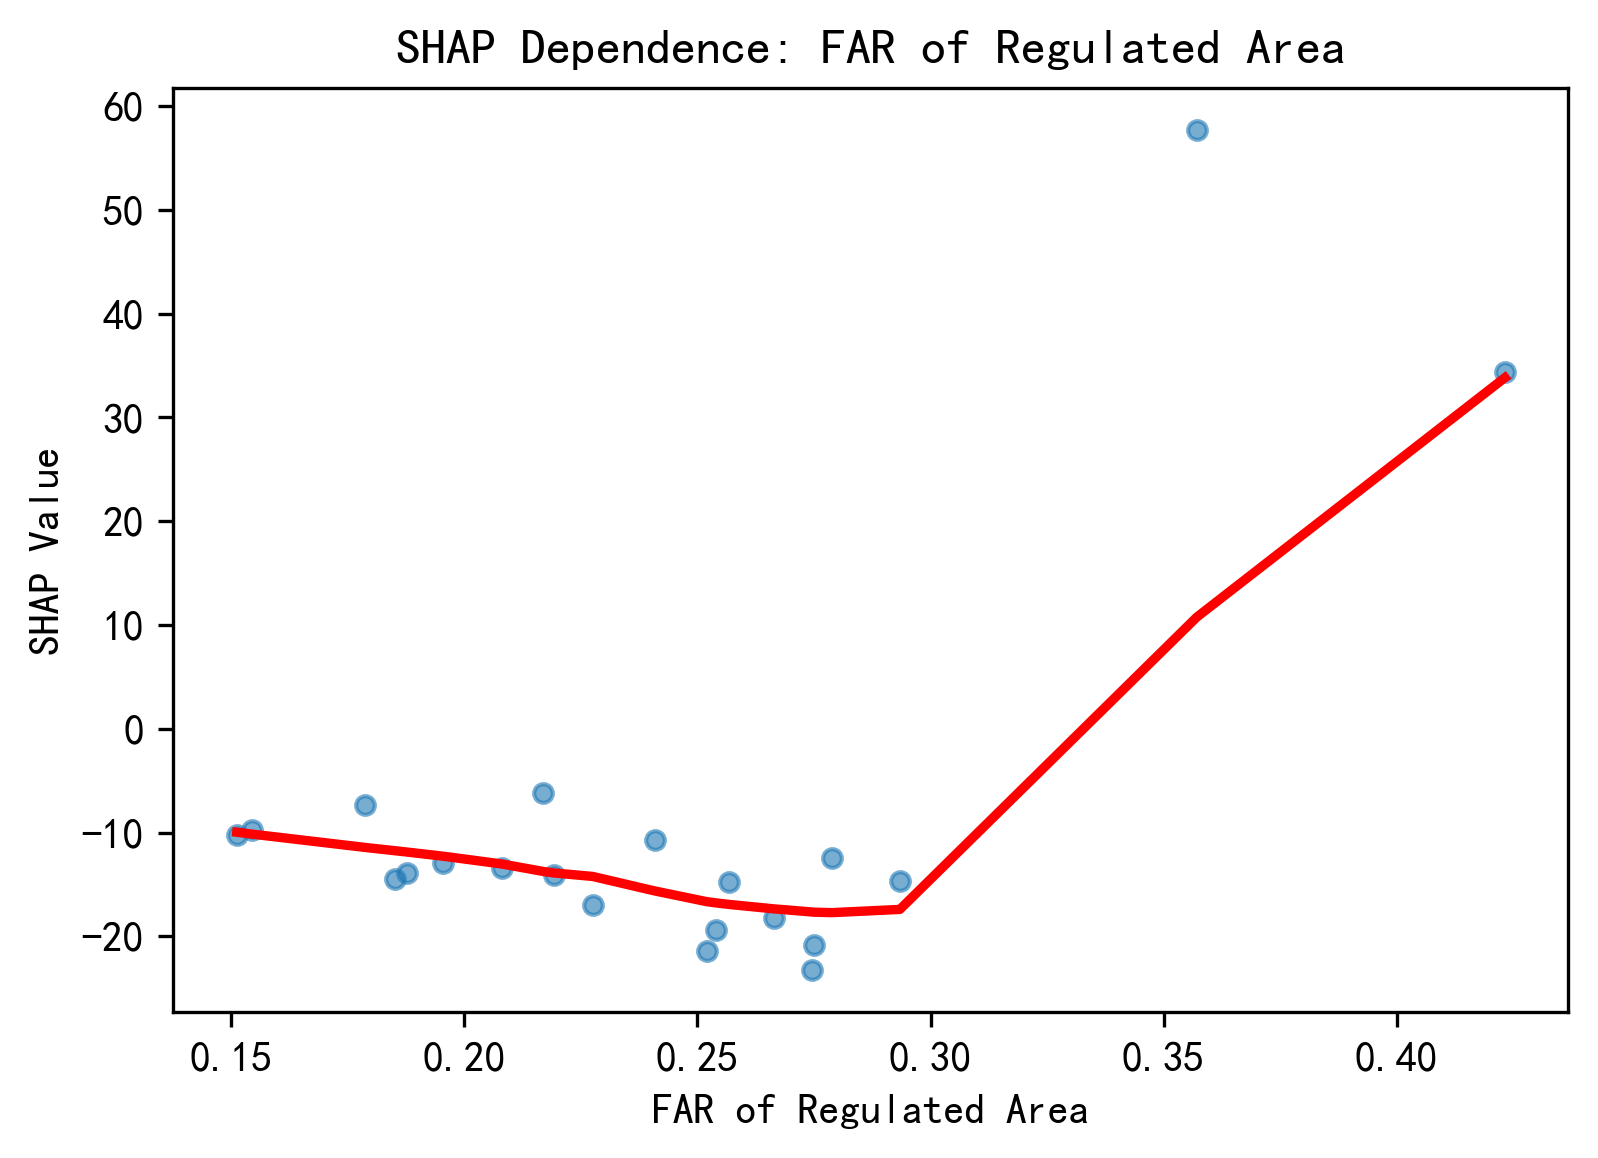 SHAP Dependence: FAR of Regulated Area
60
50
40
30
20
10
0
−10
−20
SHAP Value
0.15 0.20 0.25 0.30 0.35 0.40
FAR of Regulated Area